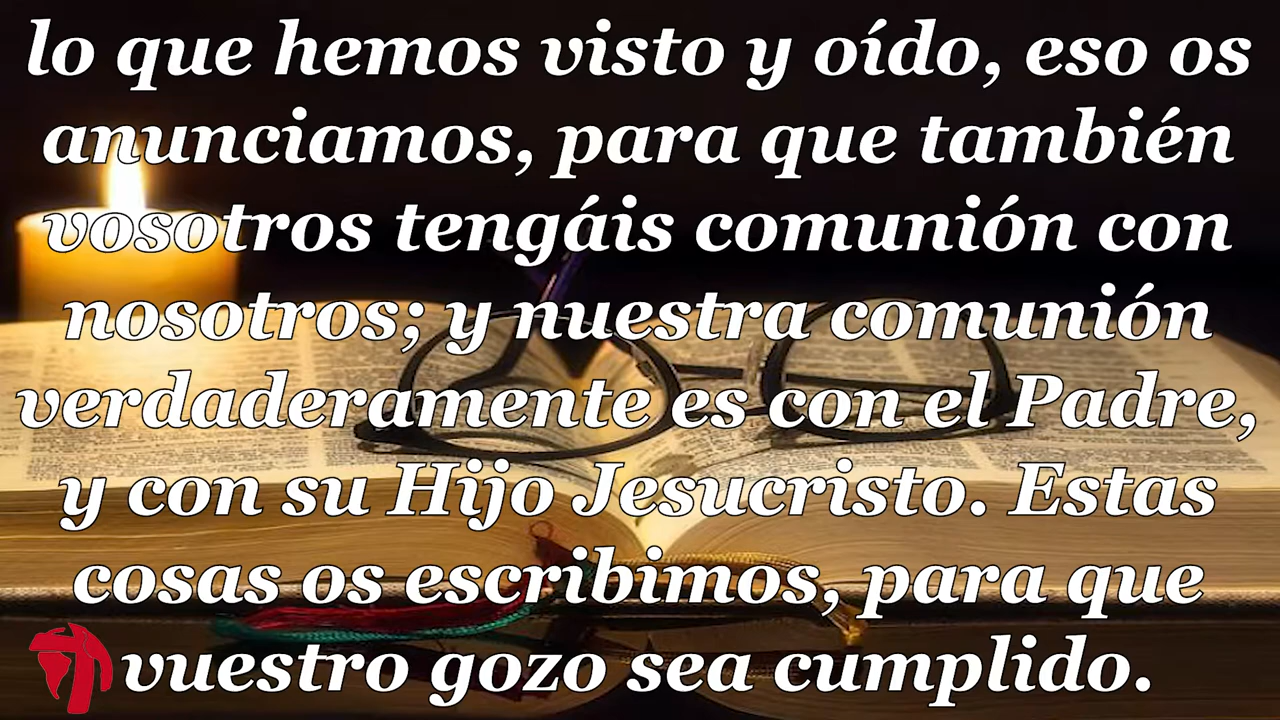 lo que hemos visto y oído, eso os
anunciamos, para que también
vosotros tengáis comunión con
nosotros; y nuestra comunión
verdaderamente es con el Padre,
y con su Hijo Jesucristo. Estas
cosas os escribimos, para que
vuestro gozo sea cumplido.